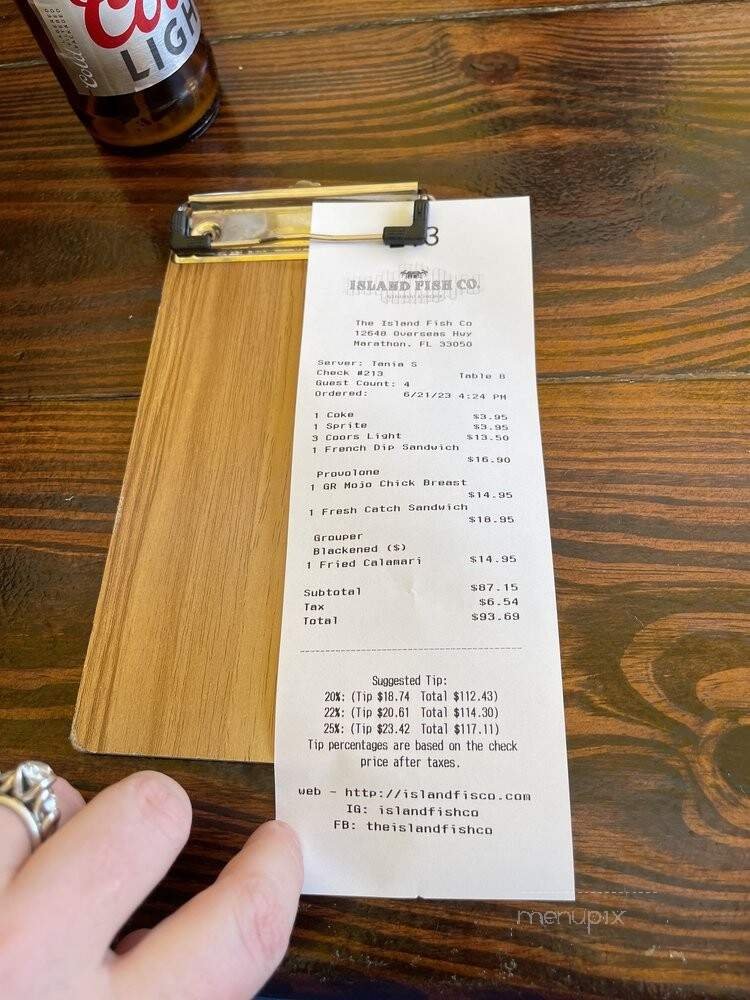 Coors
LIGHT
3
ISLAND FISH CO.
The Island Fish Co
12648 Overseas Hwy
Marathon, FL 33050
Server: Tania S
Check #213 Table 8
Guest Count: 4
Ordered: 6/21/23 4:24 PM
1 Coke $3.95
1 Sprite $3.95
3 Coors Light $13.50
1 French Dip Sandwich
$16.90
Provolone
1 GR Mojo Chick Breast
$14.95
1 Fresh Catch Sandwich
$18.95
Grouper
Blackened ($)
1 Fried Calamari $14.95
Subtotal $87.15
Tax $6.54
Total $93.69
Suggested Tip:
20%: (Tip $18.74 Total $112.43)
22%: (Tip $20.61 Total $114.30)
25%: (Tip $23.42 Total $117.11)
Tip percentages are based on the check
price after taxes.
web - http://islandfisco.com
IG: islandfishco
FB: theislandfishco
menupix